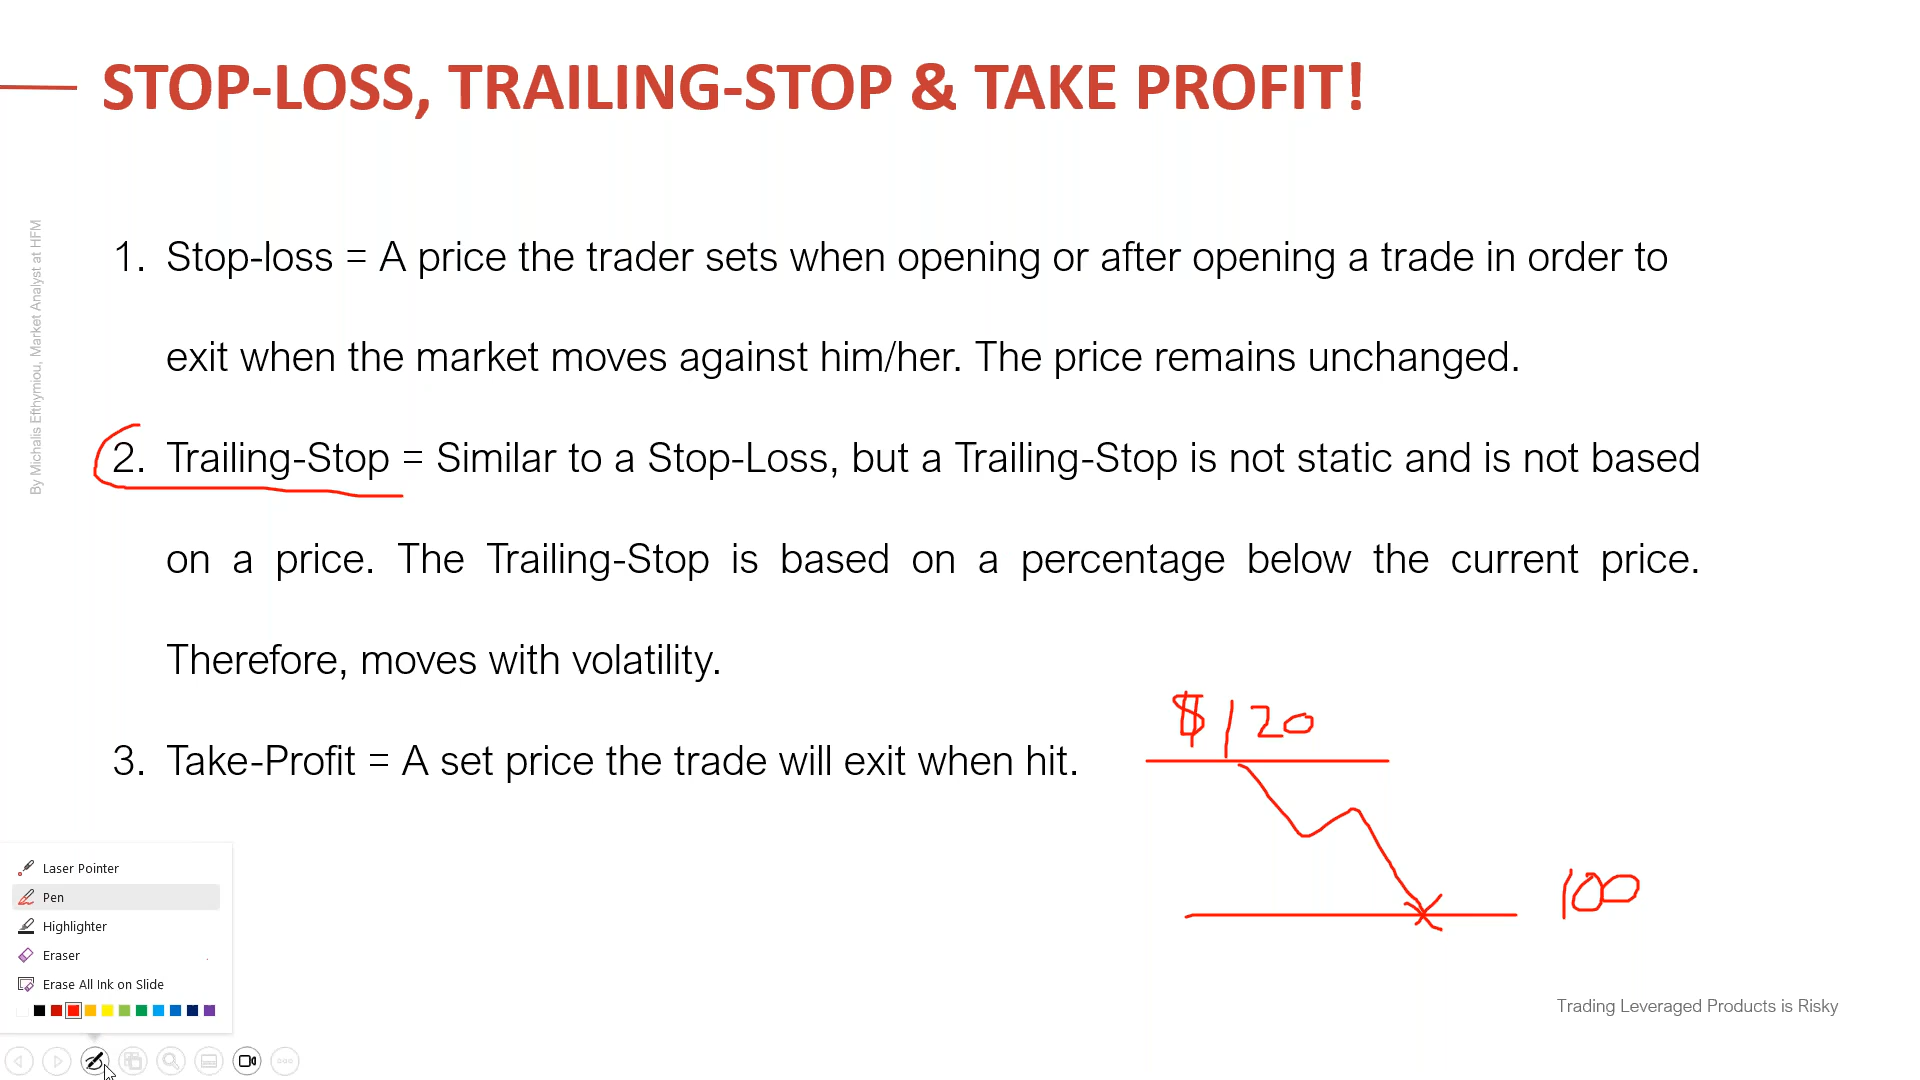 STOP-LOSS, TRAILING-STOP & TAKE PROFIT!
By Michalis Efthymiou, Market Analyst at HFM
1. Stop-loss = A price the trader sets when opening or after opening a trade in order to
exit when the market moves against him/her. The price remains unchanged.
2. Trailing-Stop = Similar to a Stop-Loss, but a Trailing-Stop is not static and is not based
on a price. The Trailing-Stop is based on a percentage below the current price.
Therefore, moves with volatility.
3. Take-Profit = A set price the trade will exit when hit.
$120
100
Laser Pointer
Pen
Highlighter
Eraser
Erase All Ink on Slide
Trading Leveraged Products is Risky